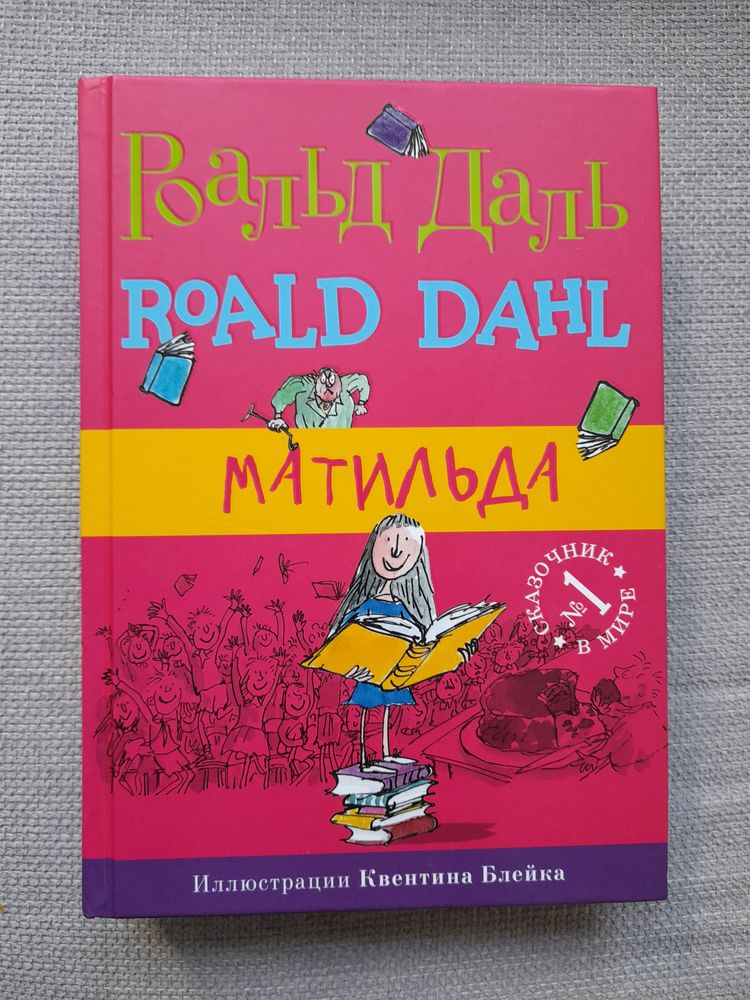 Роальд Даль
ROALD DAHL
МАТИЛЬДА
СКАЗОЧНИК
№1
В МИРЕ
Иллюстрации Квентина Блейка